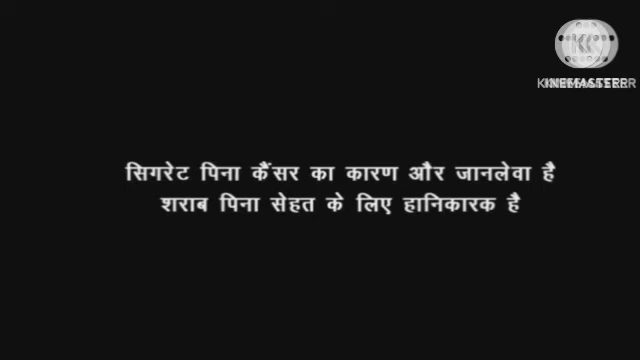 सिगरेट पिना कैंसर का कारण और जानलेवा है
शराब पिना सेहत के लिए हानिकारक है